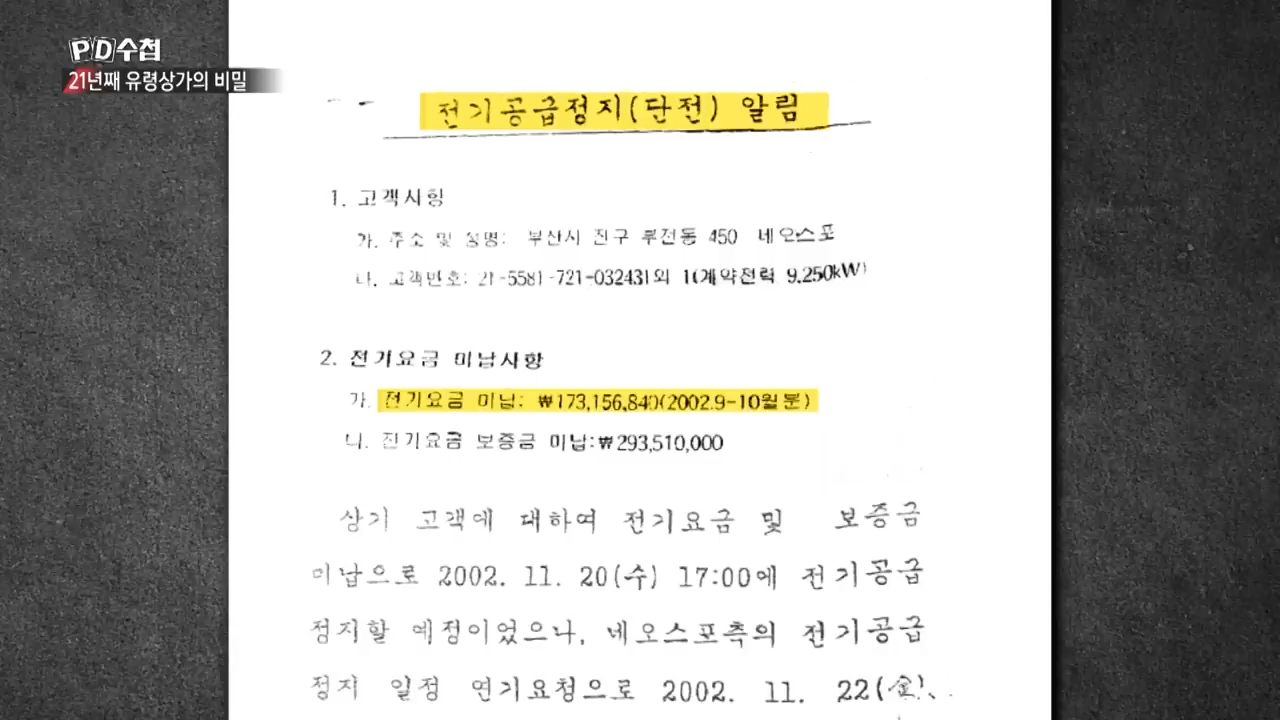 PD수첩
21년째 유령상가의 비밀
전기공급정지(단전) 알림
1. 고객사항
가. 주소 및 성명: 부산시 진구 부전동 450 네오스포
나. 고객번호: 21-5581-721-032431외 1(계약전력 9,250kW)
2. 전기요금 미납사항
가. 전기요금 미납: ₩173,156,840(2002.9-10월분)
나. 전기요금 보증금 미납:₩293,510,000
상기 고객에 대하여 전기요금 및 보증금
미납으로 2002. 11. 20(수) 17:00에 전기공급
정지할 예정이었으나, 네오스포측의 전기공급
정지 일정 연기요청으로 2002. 11. 22(金)